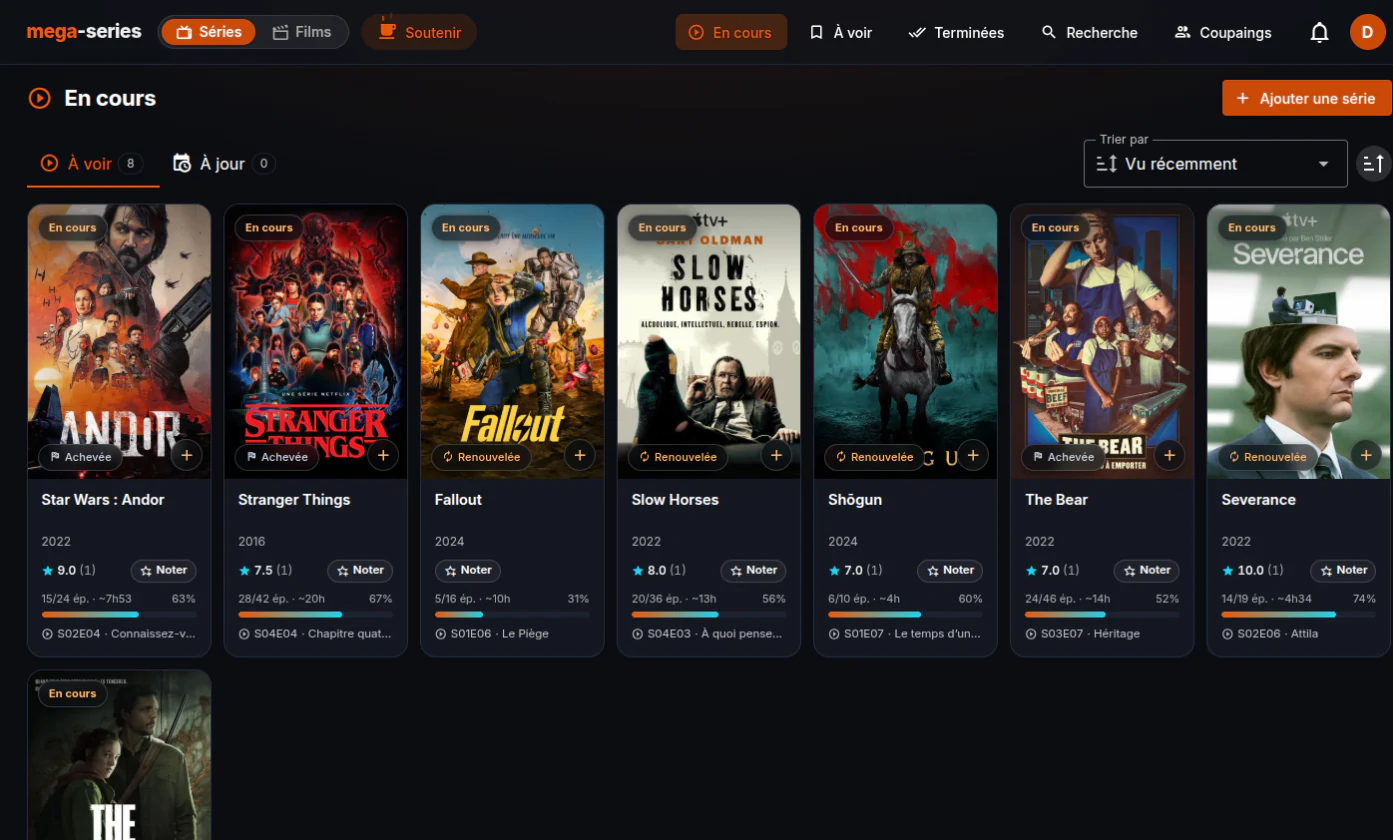 mega-series
Séries
Films
Soutenir
En cours
À voir
Terminées
Recherche
Coupaings
D
En cours
+ Ajouter une série
À voir 8
À jour 0
Trier par
Vu récemment
En cours
En cours
En cours
En cours
En cours
En cours
En cours
tv+
tv+
OLDMAN
SLOW
HORSES
ALCOOLIQUE, INTELLECTUEL, REBELLE, ESPION.
par Ben Stiller
Severance
BEEF
UNE SÉRIE NETFLIX
ANDOR
STRANGER
THINGS
Fallout
G U
THE BEAR
À EMPORTER
Achevée +
Achevée +
Renouvelée +
Renouvelée +
Renouvelée +
Achevée +
Renouvelée +
Star Wars : Andor
2022
9.0 (1) Noter
15/24 ép. · ~7h53 63%
S02E04 · Connaissez-v...
Stranger Things
2016
7.5 (1) Noter
28/42 ép. · ~20h 67%
S04E04 · Chapitre quat...
Fallout
2024
Noter
5/16 ép. · ~10h 31%
S01E06 · Le Piège
Slow Horses
2022
8.0 (1) Noter
20/36 ép. · ~13h 56%
S04E03 · À quoi pense...
Shōgun
2024
7.0 (1) Noter
6/10 ép. · ~4h 60%
S01E07 · Le temps d'un...
The Bear
2022
7.0 (1) Noter
24/46 ép. · ~14h 52%
S03E07 · Héritage
Severance
2022
10.0 (1) Noter
14/19 ép. · ~4h34 74%
S02E06 · Attila
En cours
THE